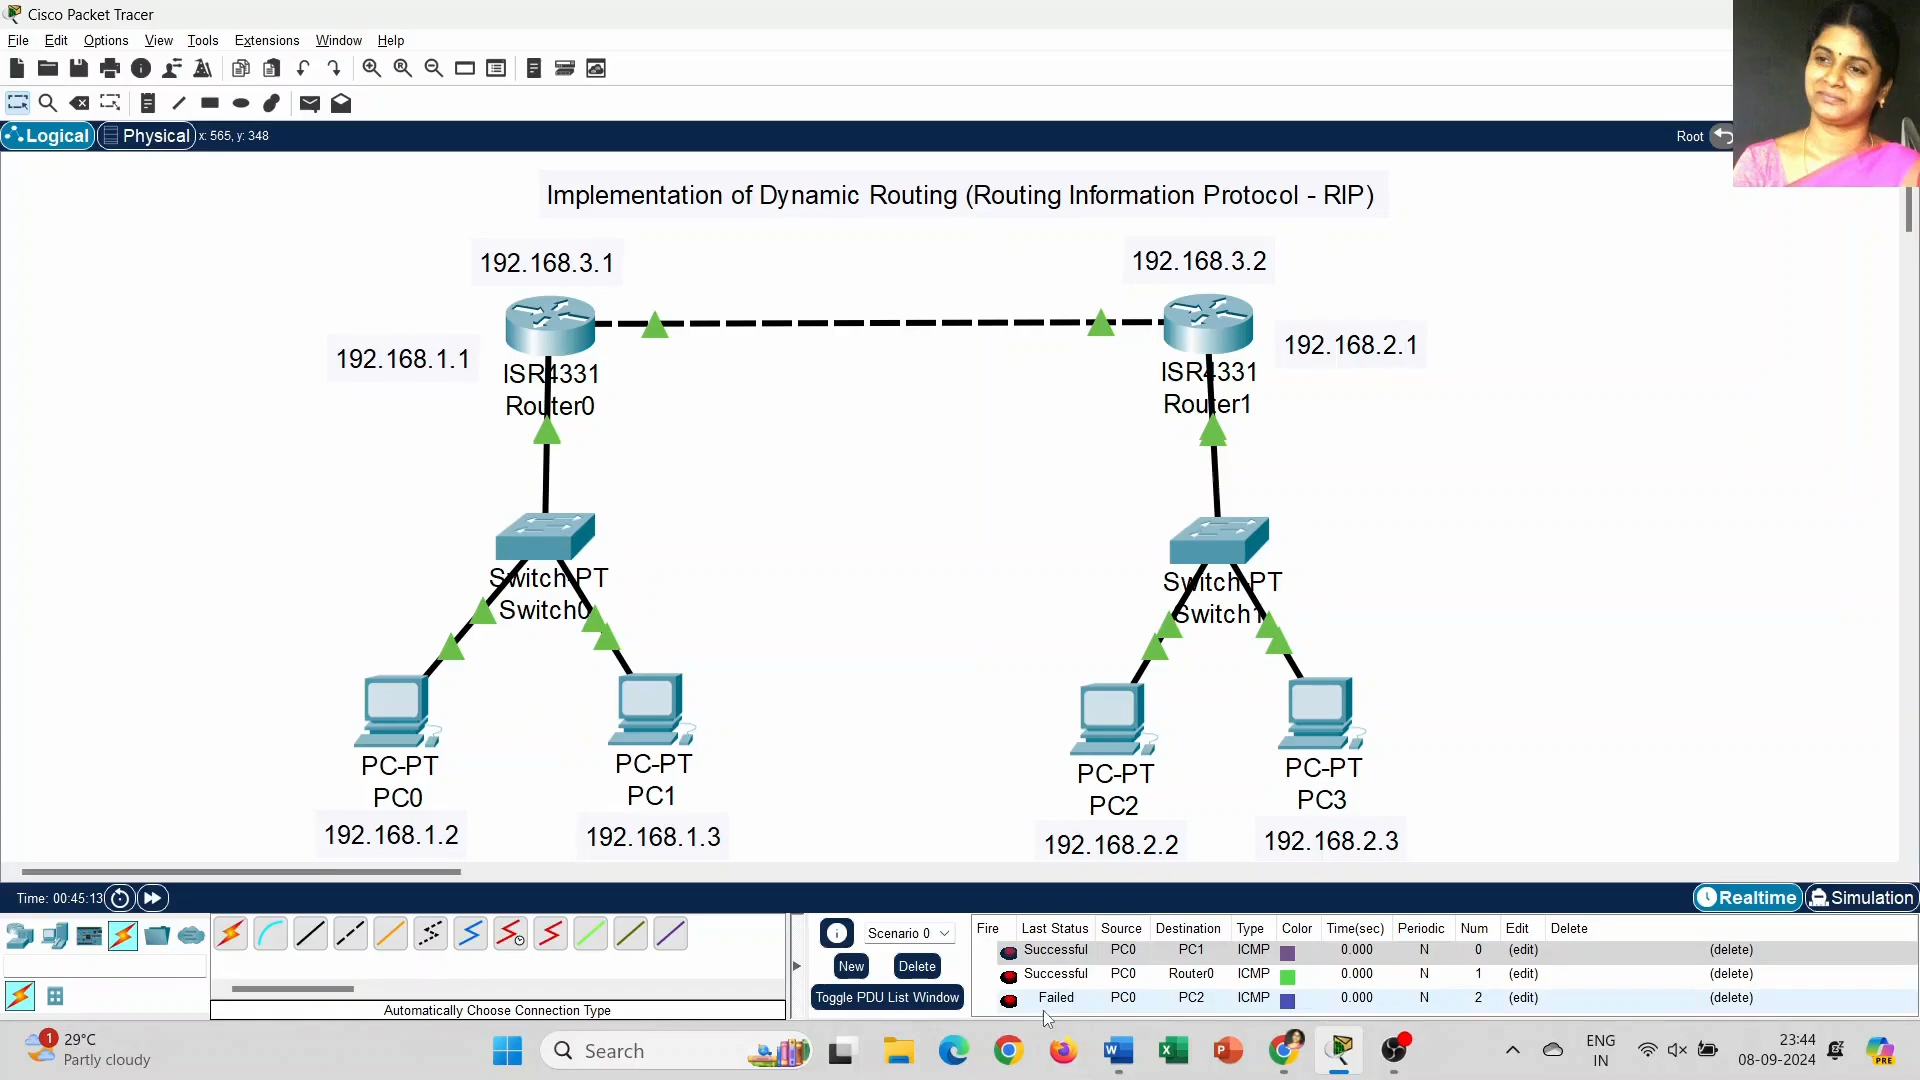 Cisco Packet Tracer
File Edit Options View Tools Extensions Window Help
Logical Physical x: 565, y: 348 Root
Implementation of Dynamic Routing (Routing Information Protocol - RIP)
192.168.3.1
192.168.3.2
192.168.1.1
192.168.2.1
ISR4331
Router0
ISR4331
Router1
Switch-PT
Switch0
Switch-PT
Switch1
PC-PT
PC0
PC-PT
PC1
PC-PT
PC2
PC-PT
PC3
192.168.1.2
192.168.1.3
192.168.2.2
192.168.2.3
Time: 00:45:13
Realtime Simulation
Automatically Choose Connection Type
Scenario 0
New Delete
Toggle PDU List Window
Fire Last Status Source Destination Type Color Time(sec) Periodic Num Edit Delete
Successful PC0 PC1 ICMP 0.000 N 0 (edit) (delete)
Successful PC0 Router0 ICMP 0.000 N 1 (edit) (delete)
Failed PC0 PC2 ICMP 0.000 N 2 (edit) (delete)
1
29°C
Partly cloudy
Search
ENG
IN
23:44
08-09-2024
PRE